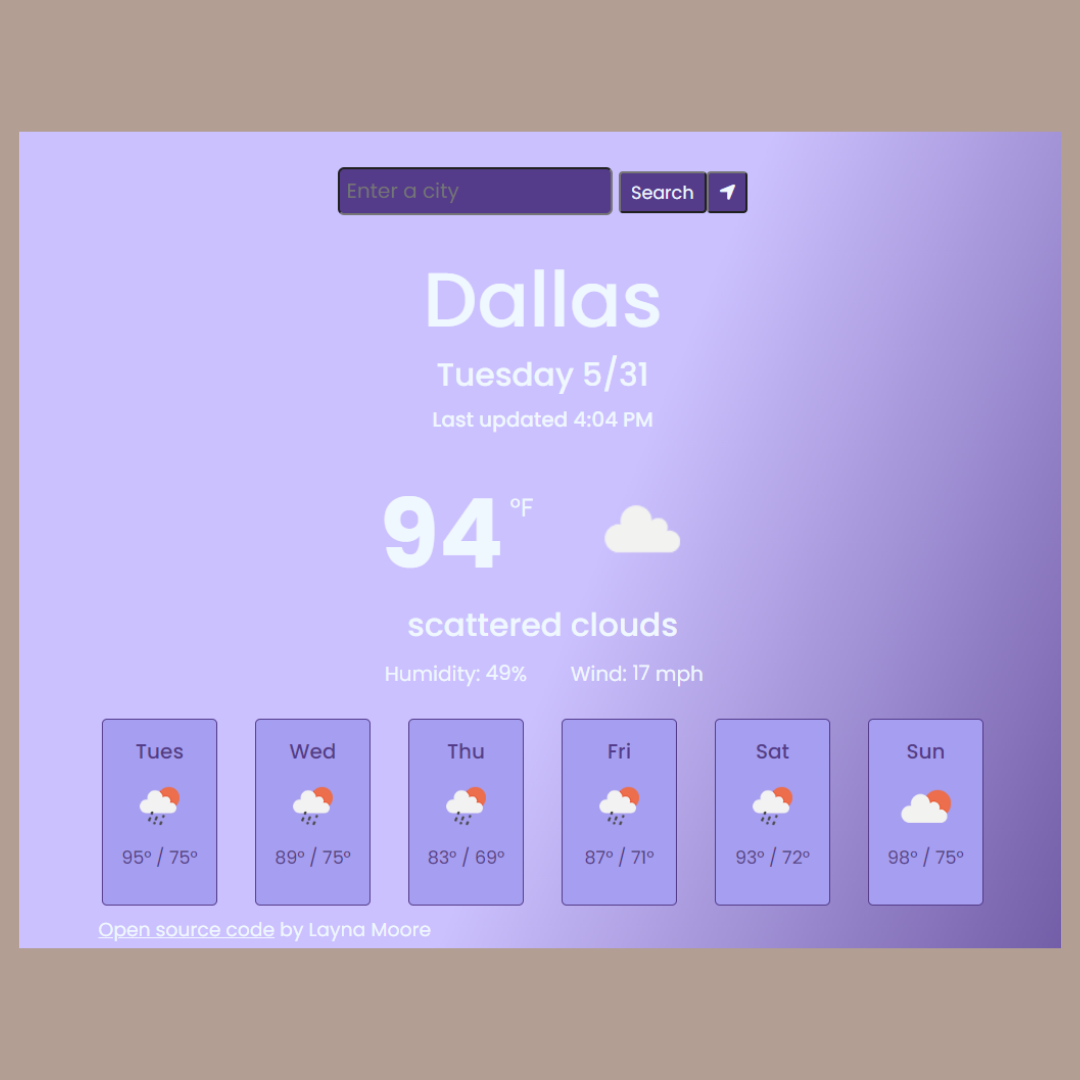 Enter a city Search
Dallas
Tuesday 5/31
Last updated 4:04 PM
94 °F
scattered clouds
Humidity: 49% Wind: 17 mph
Tues Wed Thu Fri Sat Sun
95° / 75° 89° / 75° 83° / 69° 87° / 71° 93° / 72° 98° / 75°
Open source code by Layna Moore